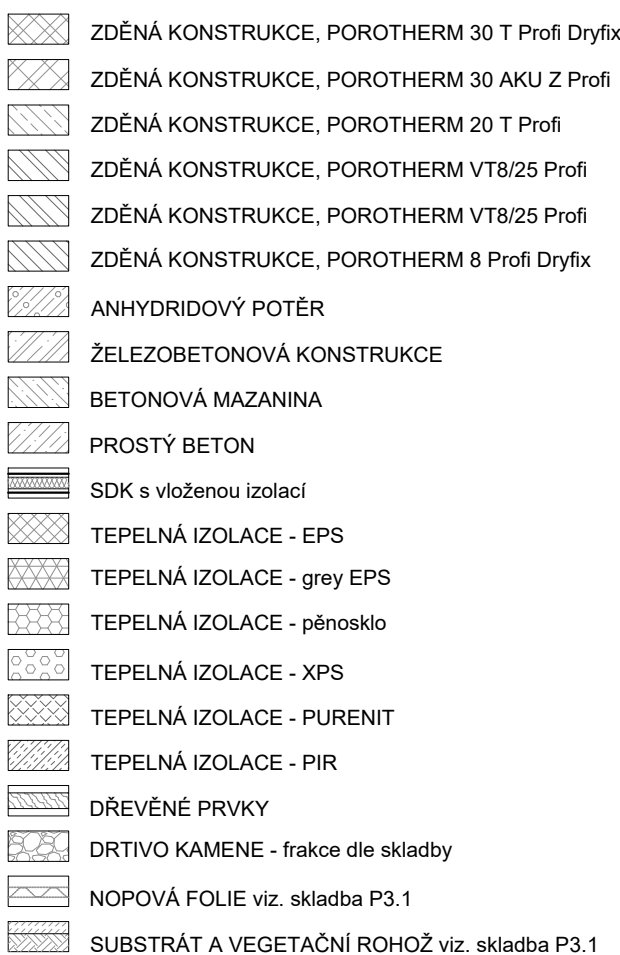 ZDĚNÁ KONSTRUKCE, POROTHERM 30 T Profi Dryfix
ZDĚNÁ KONSTRUKCE, POROTHERM 30 AKU Z Profi
ZDĚNÁ KONSTRUKCE, POROTHERM 20 T Profi
ZDĚNÁ KONSTRUKCE, POROTHERM VT8/25 Profi
ZDĚNÁ KONSTRUKCE, POROTHERM VT8/25 Profi
ZDĚNÁ KONSTRUKCE, POROTHERM 8 Profi Dryfix
ANHYDRIDOVÝ POTĚR
ŽELEZOBETONOVÁ KONSTRUKCE
BETONOVÁ MAZANINA
PROSTÝ BETON
SDK s vloženou izolací
TEPELNÁ IZOLACE - EPS
TEPELNÁ IZOLACE - grey EPS
TEPELNÁ IZOLACE - pěnosklo
TEPELNÁ IZOLACE - XPS
TEPELNÁ IZOLACE - PURENIT
TEPELNÁ IZOLACE - PIR
DŘEVĚNÉ PRVKY
DRTIVO KAMENE - frakce dle skladby
NOPOVÁ FOLIE viz. skladba P3.1
SUBSTRÁT A VEGETAČNÍ ROHOŽ viz. skladba P3.1